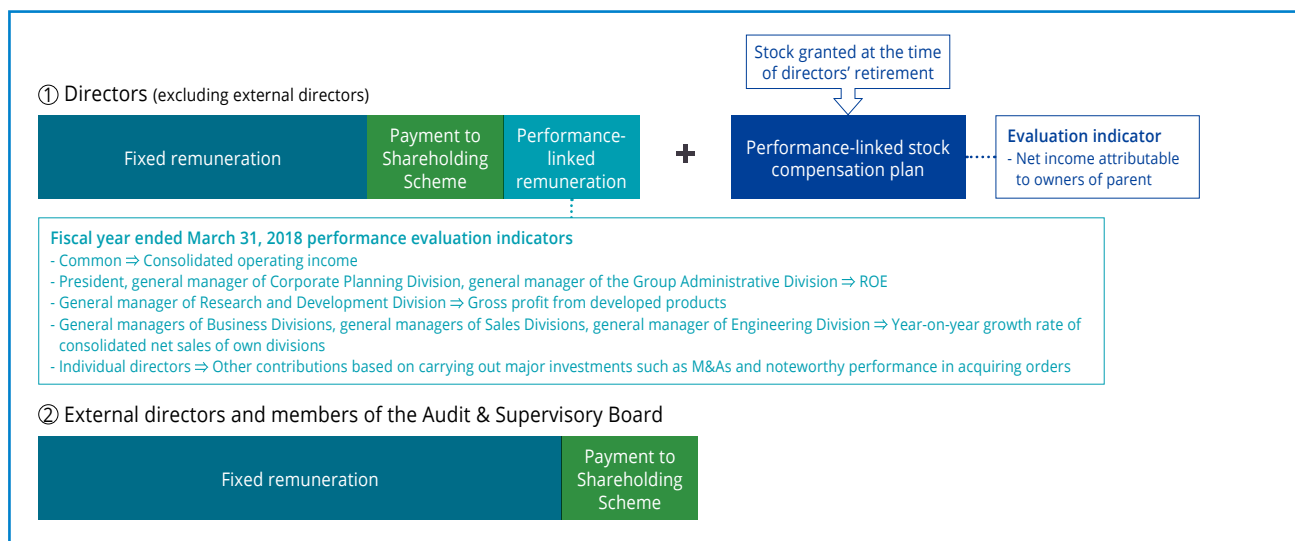 Stock granted at the time
of directors’ retirement
① Directors (excluding external directors)
Fixed remuneration
Payment to
Shareholding
Scheme
Performance-
linked
remuneration
+
Performance-linked stock
compensation plan
Evaluation indicator
- Net income attributable
to owners of parent
Fiscal year ended March 31, 2018 performance evaluation indicators
- Common ⇒ Consolidated operating income
- President, general manager of Corporate Planning Division, general manager of the Group Administrative Division ⇒ ROE
- General manager of Research and Development Division ⇒ Gross profit from developed products
- General managers of Business Divisions, general managers of Sales Divisions, general manager of Engineering Division ⇒ Year-on-year growth rate of
consolidated net sales of own divisions
- Individual directors ⇒ Other contributions based on carrying out major investments such as M&As and noteworthy performance in acquiring orders
② External directors and members of the Audit & Supervisory Board
Fixed remuneration
Payment to
Shareholding
Scheme